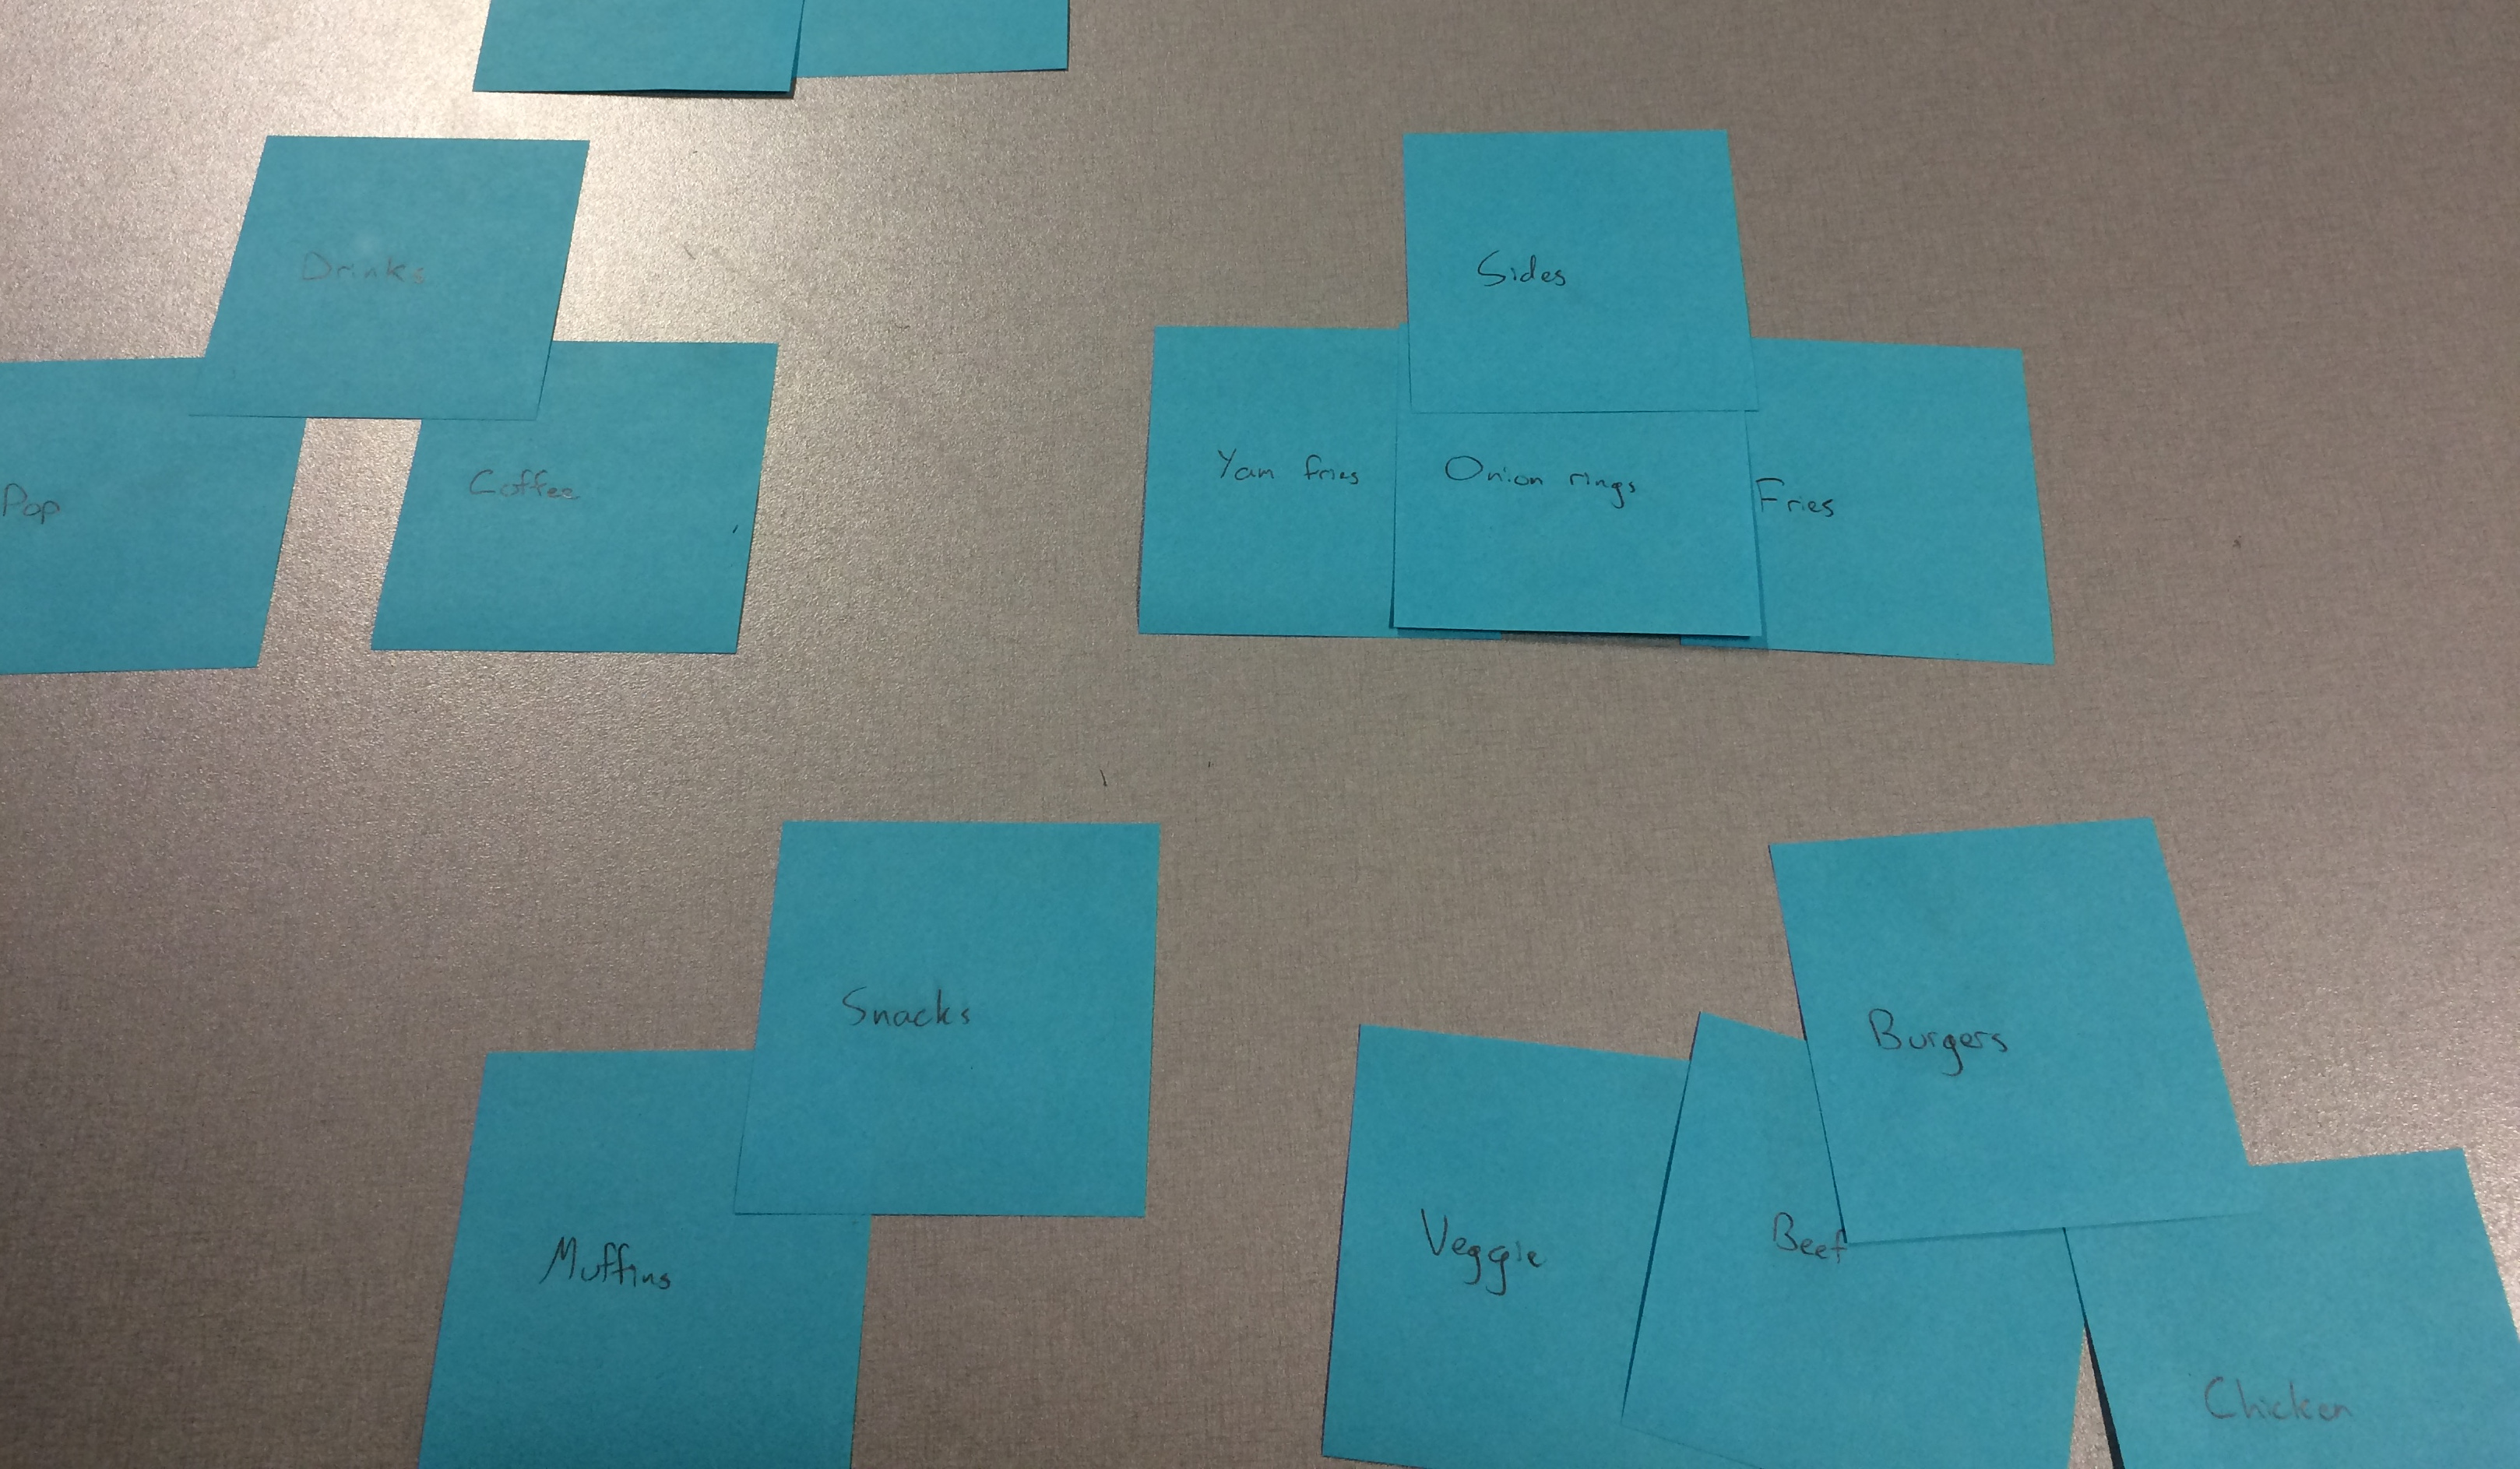 Drinks
Pop
Coffee
Sides
Yam fries
Onion rings
Fries
Snacks
Muffins
Burgers
Veggie
Beef
Chicken